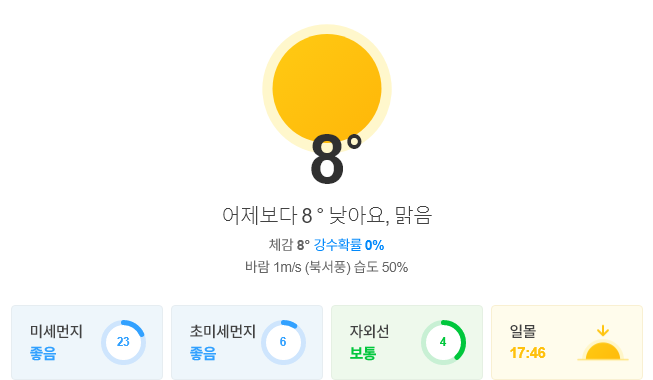 8°
어제보다 8° 낮아요, 맑음
체감 8° 강수확률 0%
바람 1m/s (북서풍) 습도 50%
미세먼지
좋음
23
초미세먼지
좋음
6
자외선
보통
4
일몰
17:46